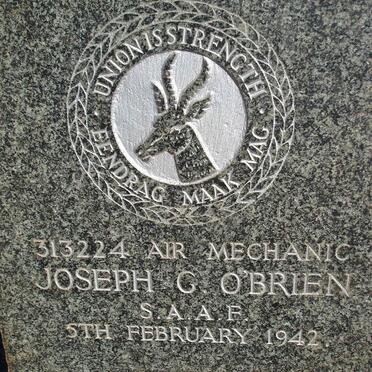 UNION IS STRENGTH
· EENDRAG MAAK MAG ·
313224 AIR MECHANIC
JOSEPH G. O'BRIEN
S.A.A.F.
5TH FEBRUARY 1942.